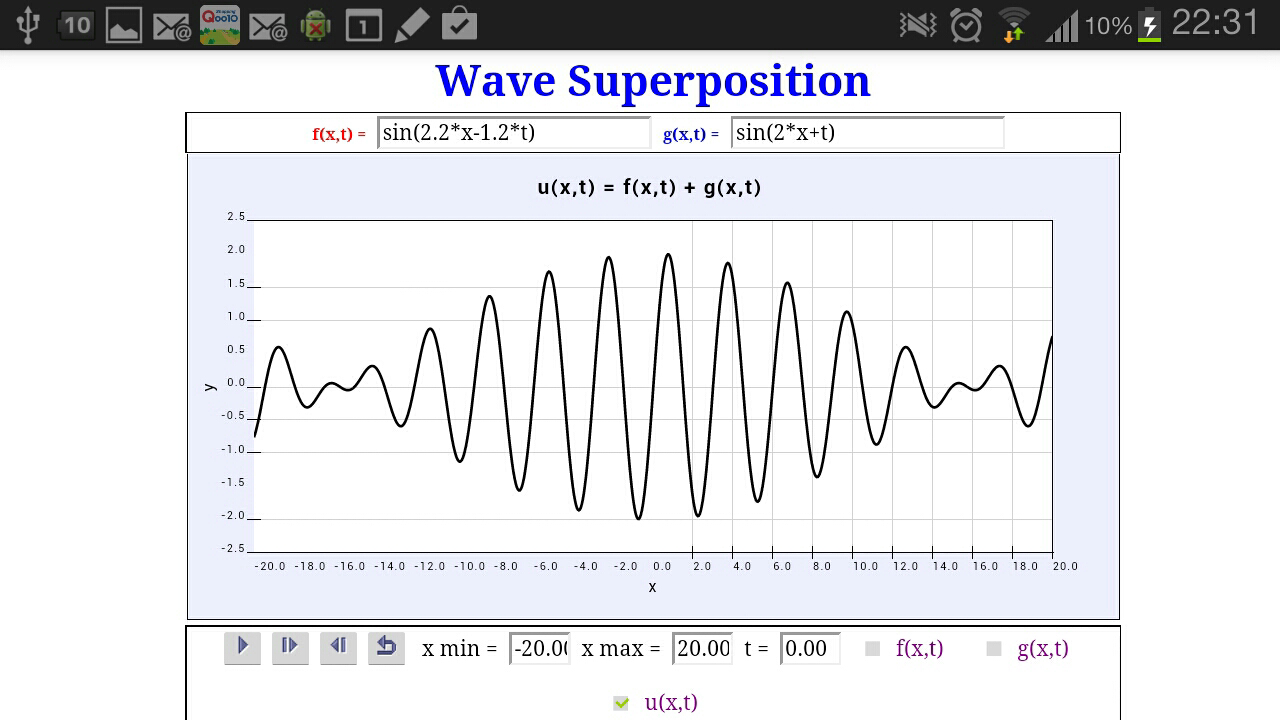 10 Qoo10 1 10% 22:31
Wave Superposition
f(x,t) = sin(2.2*x-1.2*t) g(x,t) = sin(2*x+t)
u(x,t) = f(x,t) + g(x,t)
2.5
2.0
1.5
1.0
0.5
0.0
-0.5
-1.0
-1.5
-2.0
-2.5
y
-20.0 -18.0 -16.0 -14.0 -12.0 -10.0 -8.0 -6.0 -4.0 -2.0 0.0 2.0 4.0 6.0 8.0 10.0 12.0 14.0 16.0 18.0 20.0
x
x min = -20.00 x max = 20.00 t = 0.00 f(x,t) g(x,t)
u(x,t)